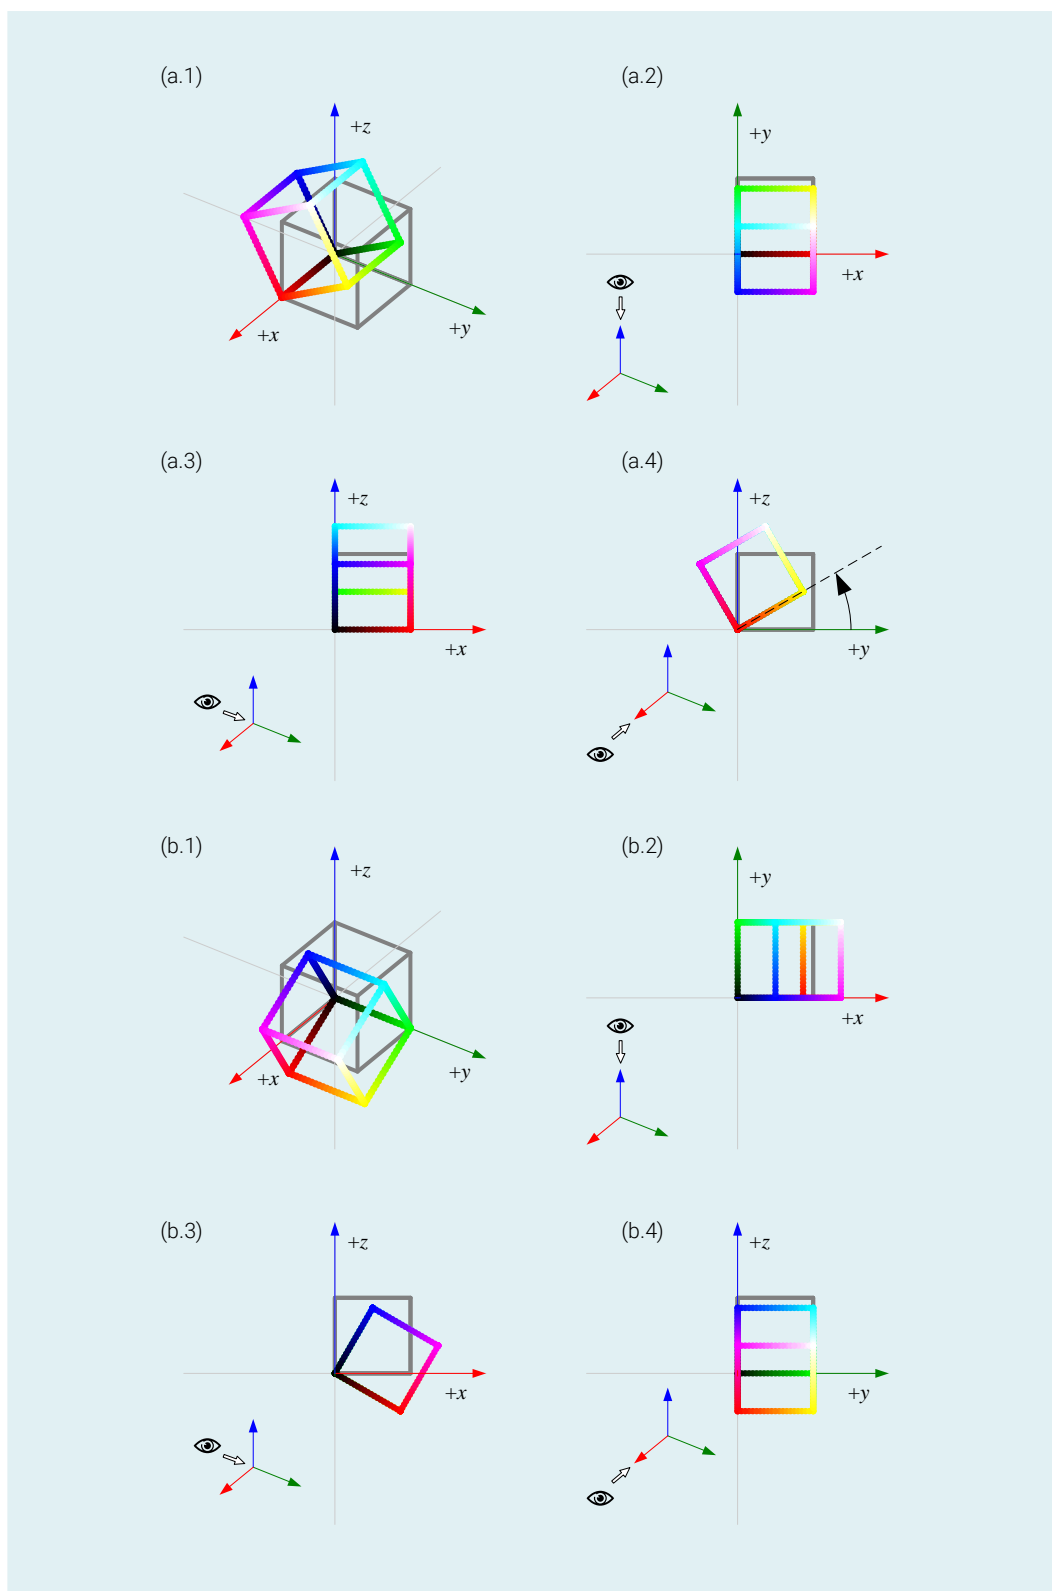 (a.1)
(a.2)
+z
+y
+x
+x
+y
(a.3)
(a.4)
+z
+z
+x
+y
(b.1)
(b.2)
+z
+y
+x
+x
+y
(b.3)
(b.4)
+z
+z
+x
+y